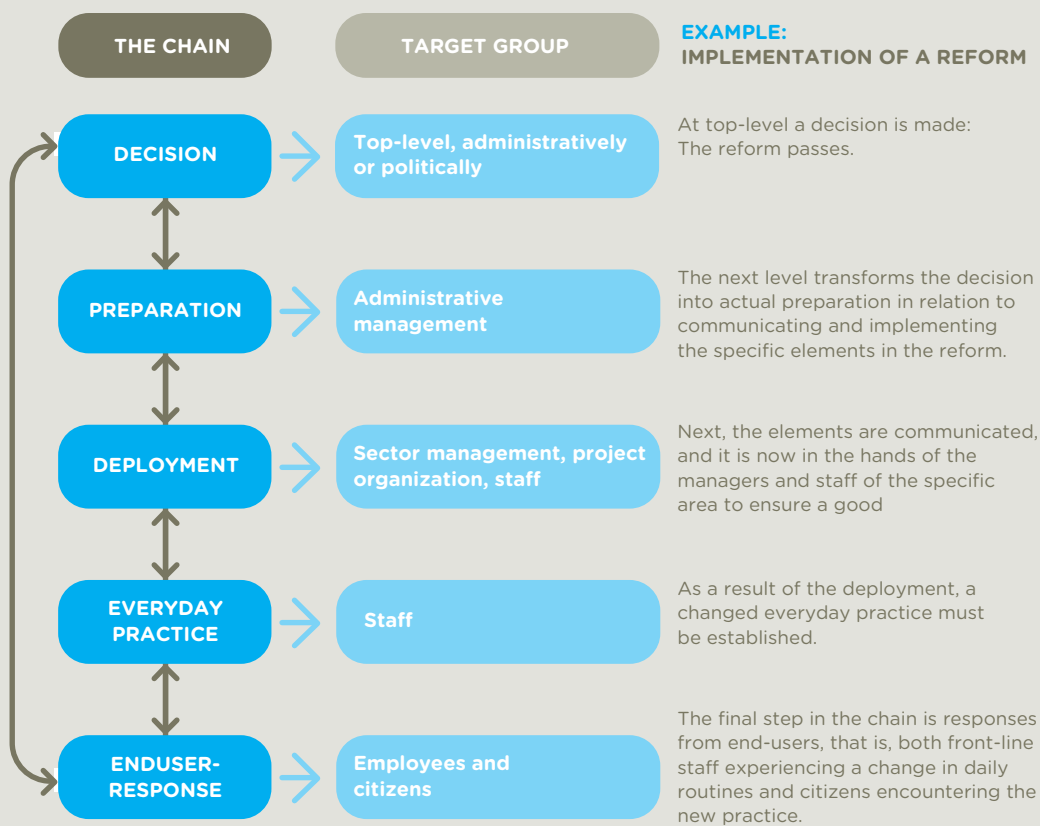 THE CHAIN
TARGET GROUP
EXAMPLE:
IMPLEMENTATION OF A REFORM
DECISION
Top-level, administratively
or politically
At top-level a decision is made:
The reform passes.
PREPARATION
Administrative
management
The next level transforms the decision
into actual preparation in relation to
communicating and implementing
the specific elements in the reform.
DEPLOYMENT
Sector management, project
organization, staff
Next, the elements are communicated,
and it is now in the hands of the
managers and staff of the specific
area to ensure a good
EVERYDAY
PRACTICE
Staff
As a result of the deployment, a
changed everyday practice must
be established.
ENDUSER-
RESPONSE
Employees and
citizens
The final step in the chain is responses
from end-users, that is, both front-line
staff experiencing a change in daily
routines and citizens encountering the
new practice.